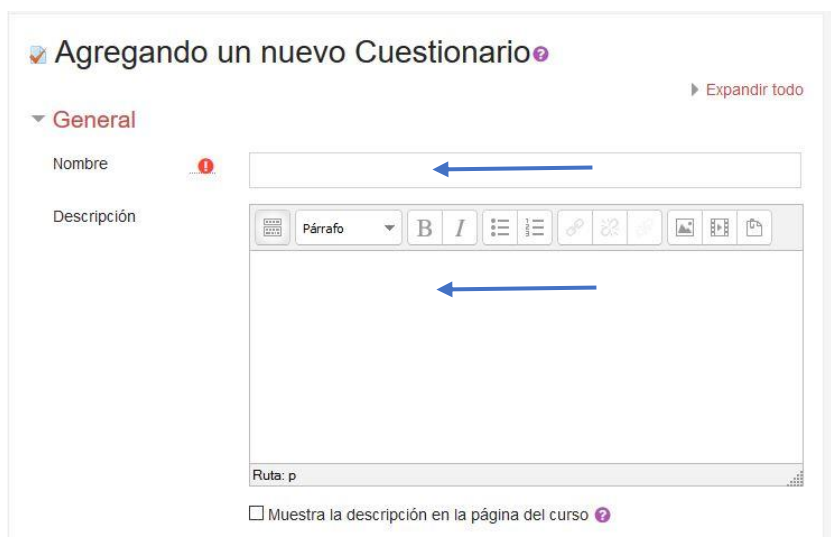 Agregando un nuevo Cuestionario
Expandir todo
General
Nombre
Descripción
Párrafo B I
Ruta: p
Muestra la descripción en la página del curso